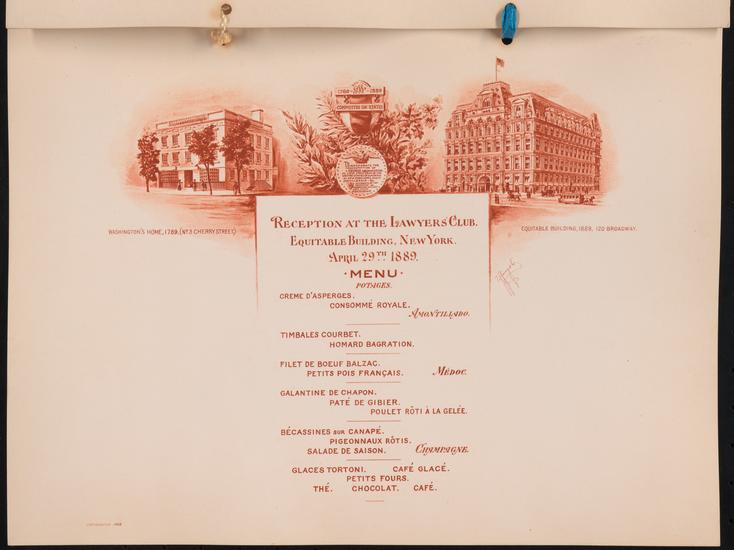 1789 1889
COMMITTEE ON STATES
WASHINGTON'S HOME, 1789, (No. 3 CHERRY STREET)
EQUITABLE BUILDING, 1889, 120 BROADWAY.
RECEPTION AT THE LAWYERS' CLUB.
EQUITABLE BUILDING, NEW YORK.
APRIL 29TH 1889.
·MENU·
POTAGES.
CREME D'ASPERGES.
CONSOMMÉ ROYALE.
AMONTILLADO.
TIMBALES COURBET.
HOMARD BAGRATION.
FILET DE BOEUF BALZAC.
PETITS POIS FRANÇAIS. MÉDOC.
GALANTINE DE CHAPON.
PATÉ DE GIBIER.
POULET RÔTI À LA GELÉE.
BÉCASSINES SUR CANAPÉ.
PIGEONNAUX RÔTIS.
SALADE DE SAISON. CHAMPAGNE.
GLACES TORTONI. CAFÉ GLACÉ.
PETITS FOURS.
THÉ. CHOCOLAT. CAFÉ.